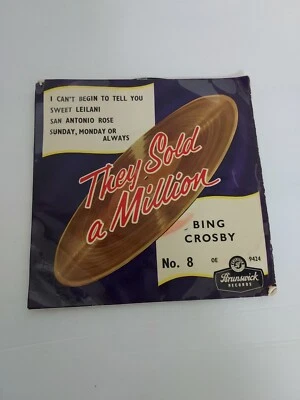 I CAN'T BEGIN TO TELL YOU
SWEET LEILANI
SAN ANTONIO ROSE
SUNDAY, MONDAY OR
ALWAYS
They Sold
a Million
BING
CROSBY
No. 8 OE 9424
Brunswick
RECORDS